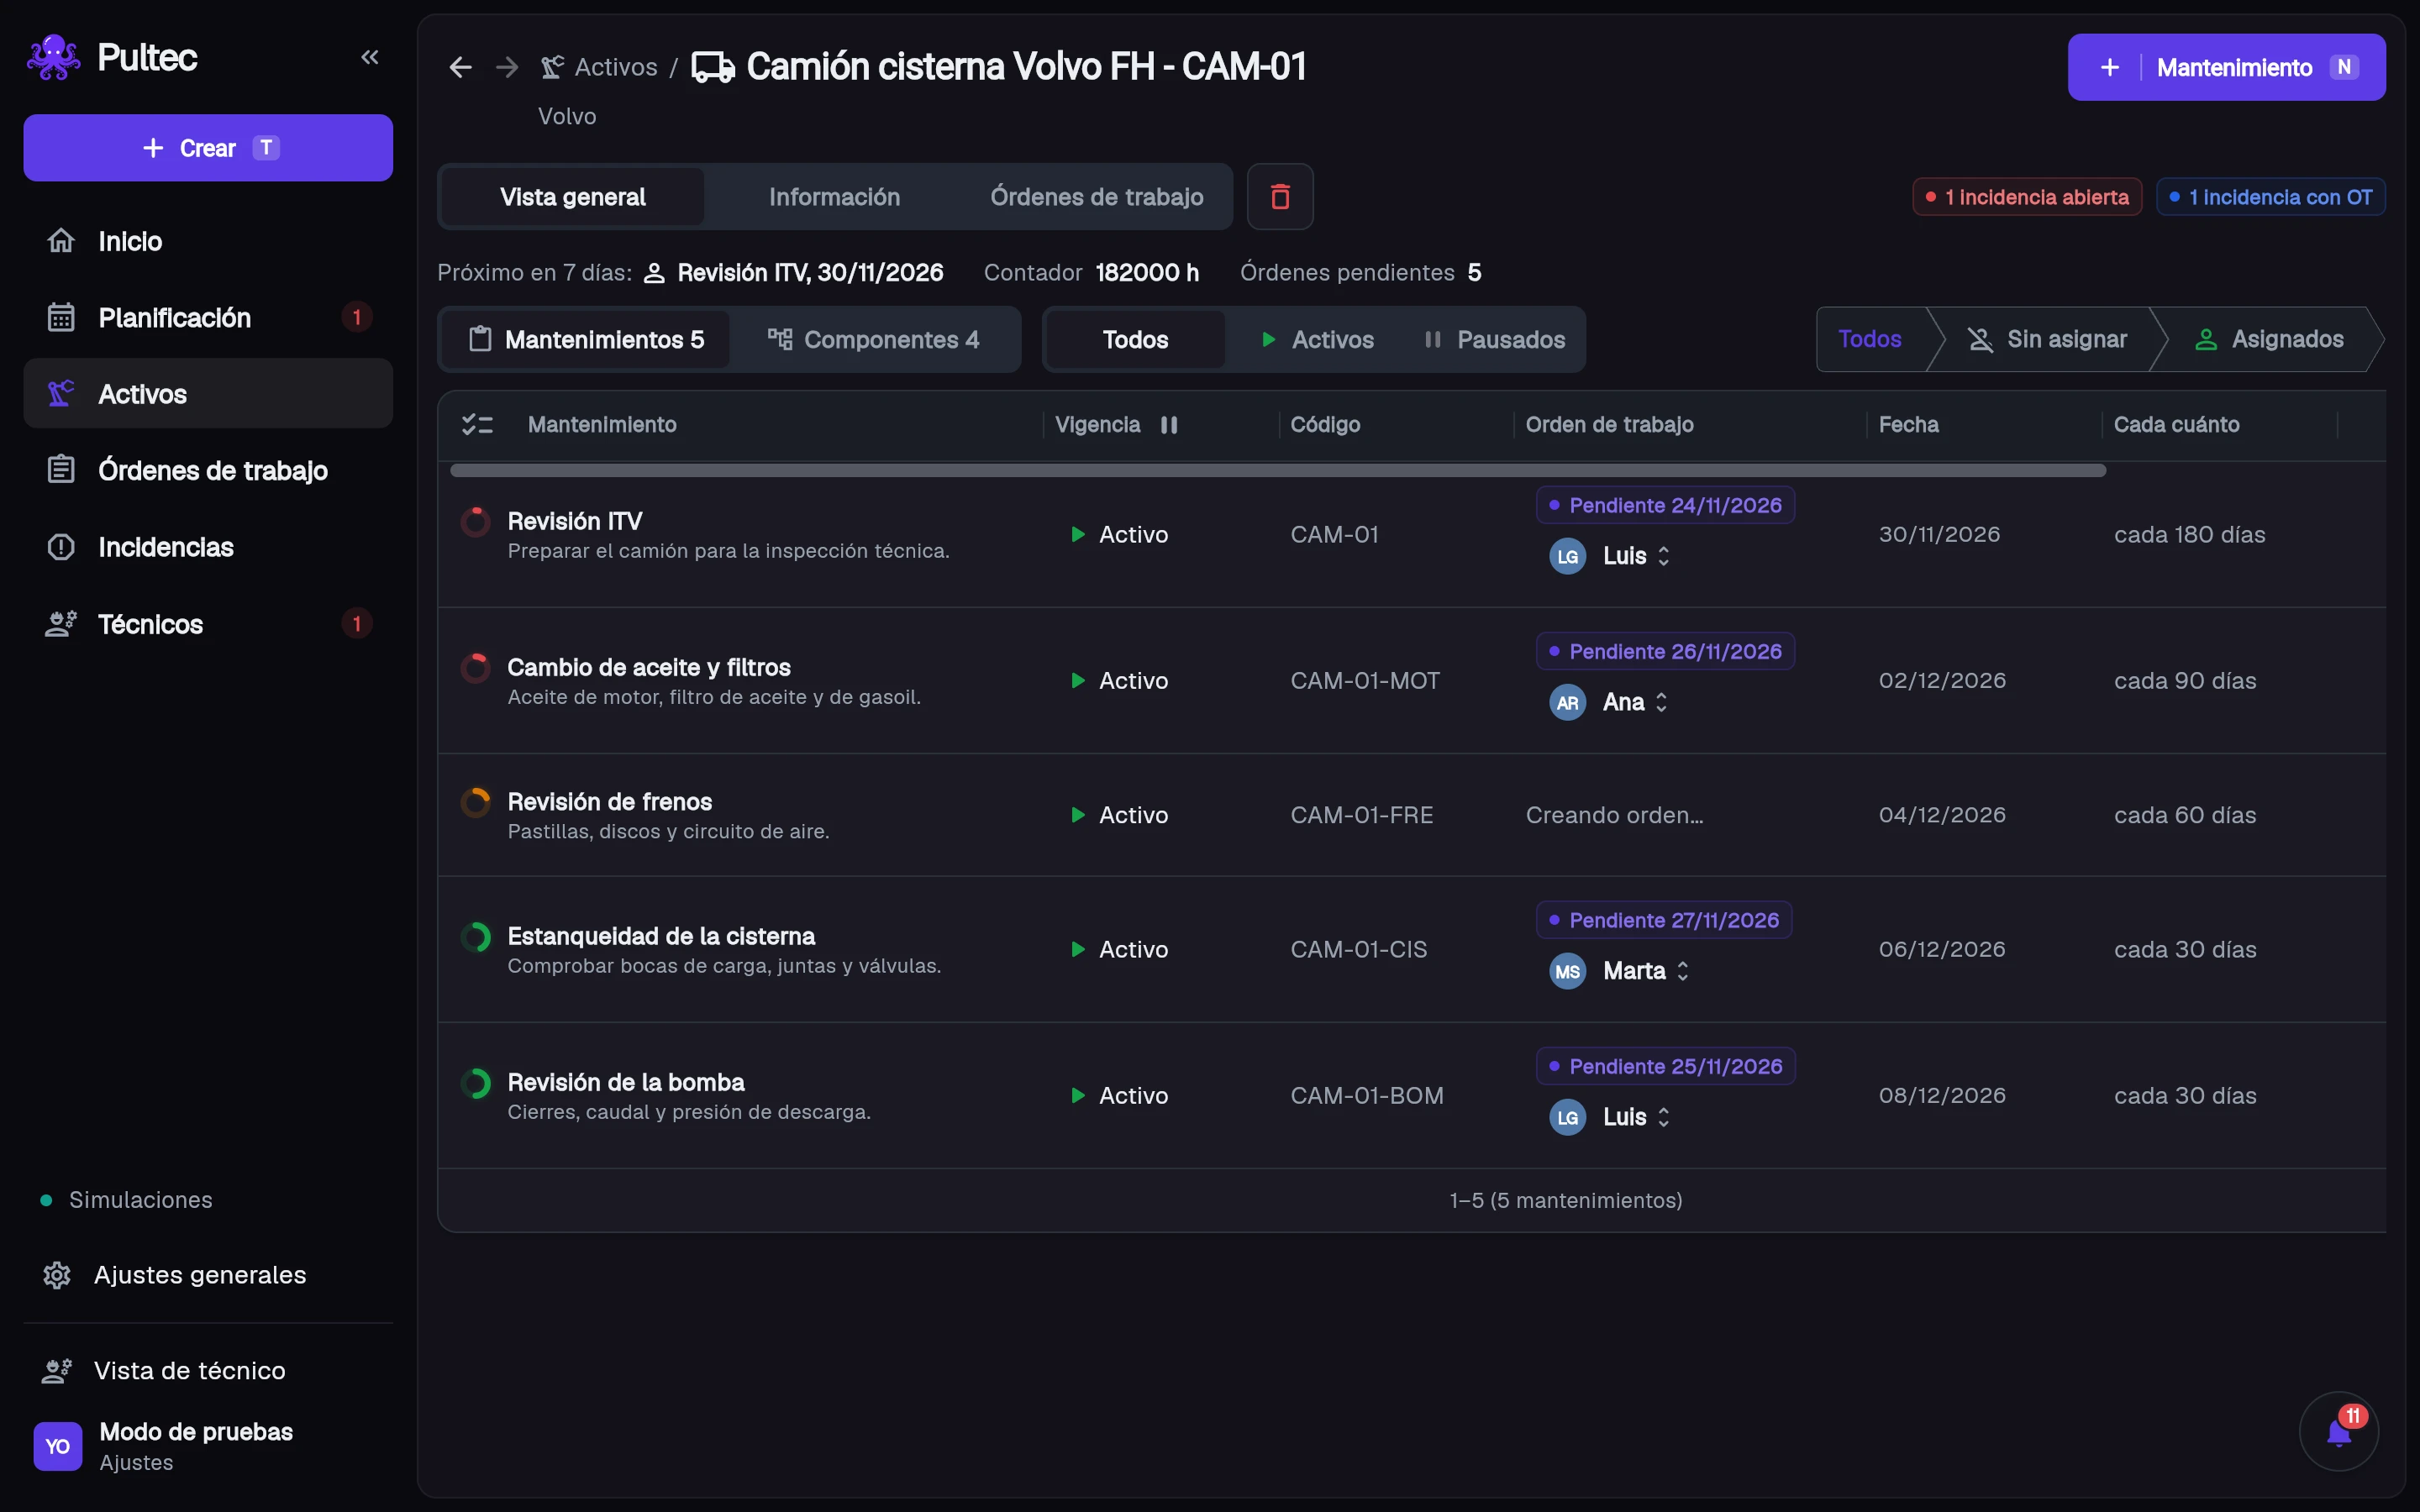 Pultec
Crear T
Inicio
Planificación 1
Activos
Órdenes de trabajo
Incidencias
Técnicos 1
Simulaciones
Ajustes generales
Vista de técnico
YO Modo de pruebas
Ajustes
Activos / Camión cisterna Volvo FH - CAM-01
Volvo
Mantenimiento N
Vista general Información Órdenes de trabajo
1 incidencia abierta 1 incidencia con OT
Próximo en 7 días: Revisión ITV, 30/11/2026 Contador 182000 h Órdenes pendientes 5
Mantenimientos 5 Componentes 4 Todos Activos Pausados Todos Sin asignar Asignados
Mantenimiento Vigencia Código Orden de trabajo Fecha Cada cuánto
Revisión ITV
Preparar el camión para la inspección técnica.
Activo CAM-01
Pendiente 24/11/2026
LG Luis
30/11/2026 cada 180 días
Cambio de aceite y filtros
Aceite de motor, filtro de aceite y de gasoil.
Activo CAM-01-MOT
Pendiente 26/11/2026
AR Ana
02/12/2026 cada 90 días
Revisión de frenos
Pastillas, discos y circuito de aire.
Activo CAM-01-FRE Creando orden... 04/12/2026 cada 60 días
Estanqueidad de la cisterna
Comprobar bocas de carga, juntas y válvulas.
Activo CAM-01-CIS
Pendiente 27/11/2026
MS Marta
06/12/2026 cada 30 días
Revisión de la bomba
Cierres, caudal y presión de descarga.
Activo CAM-01-BOM
Pendiente 25/11/2026
LG Luis
08/12/2026 cada 30 días
1–5 (5 mantenimientos)
11